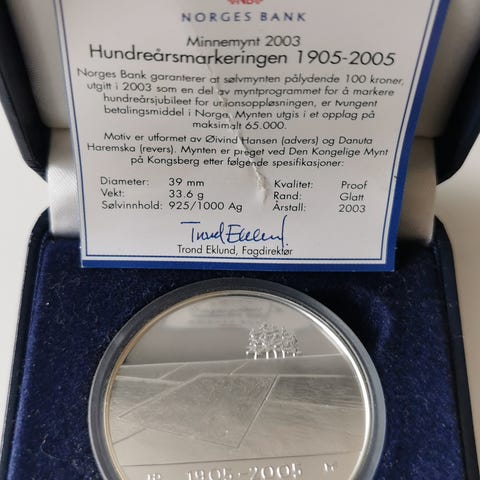 NORGES BANK
Minnemynt 2003
Hundreårsmarkeringen 1905-2005
Norges Bank garanterer at sølvmynten pålydende 100 kroner,
utgitt i 2003 som en del av myntprogrammet for å markere
hundreårsjubileet for unionsoppløsningen, er tvungent
betalingsmiddel i Norge. Mynten utgis i et opplag på
maksimalt 65.000.
Motiv er utformet av Øivind Hansen (advers) og Danuta
Haremska (revers). Mynten er preget ved Den Kongelige Mynt
på Kongsberg etter følgende spesifikasjoner:
Diameter: 39 mm Kvalitet: Proof
Vekt: 33.6 g Rand: Glatt
Sølvinnhold: 925/1000 Ag Årstall: 2003
Trond Eklund
Trond Eklund, Fagdirektør
1905-2005